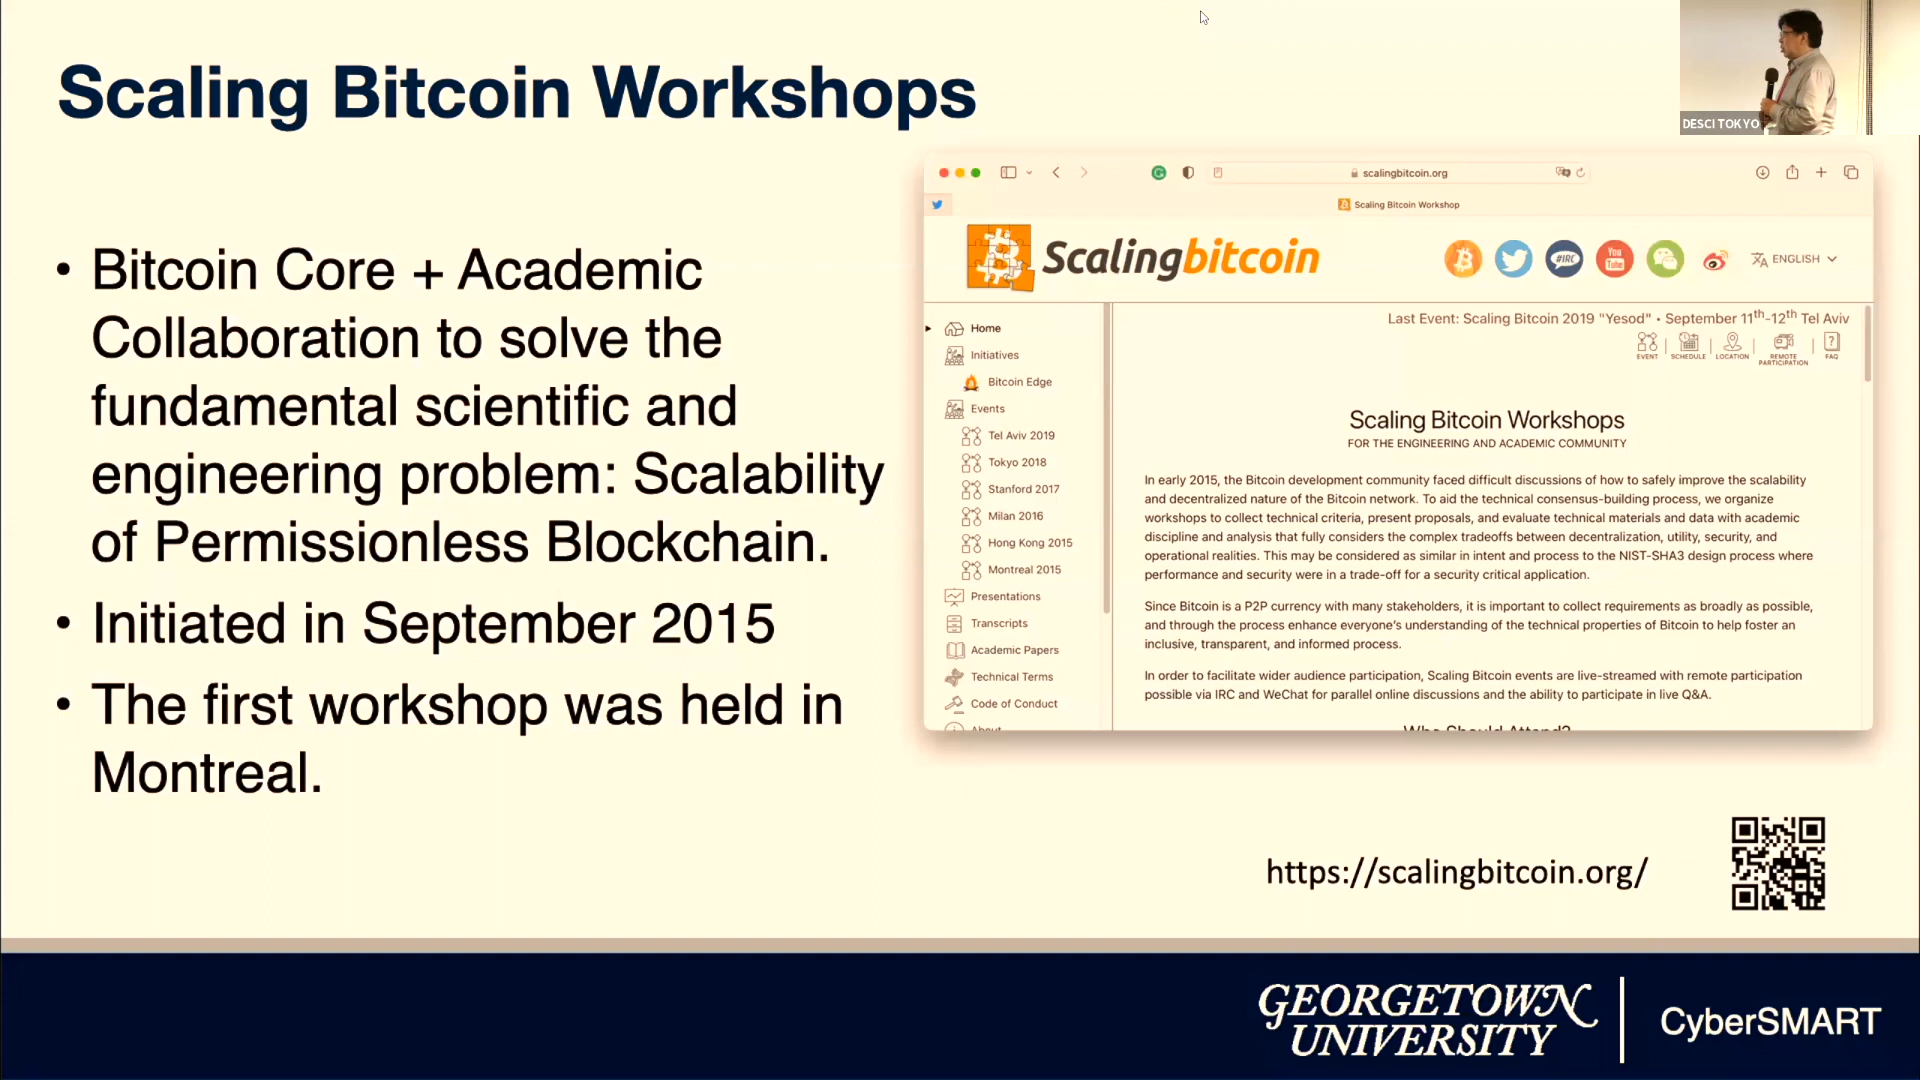 Scaling Bitcoin Workshops
DESCI TOKYO
• Bitcoin Core + Academic
Collaboration to solve the
fundamental scientific and
engineering problem: Scalability
of Permissionless Blockchain.
• Initiated in September 2015
• The first workshop was held in
Montreal.
scalingbitcoin.org
Scaling Bitcoin Workshop
Scalingbitcoin
#IRC
You
Tube
ENGLISH
Last Event: Scaling Bitcoin 2019 "Yesod" • September 11th-12th Tel Aviv
EVENT
SCHEDULE
LOCATION
REMOTE
PARTICIPATION
FAQ
Home
Initiatives
Bitcoin Edge
Events
Tel Aviv 2019
Tokyo 2018
Stanford 2017
Milan 2016
Hong Kong 2015
Montreal 2015
Presentations
Transcripts
Academic Papers
Technical Terms
Code of Conduct
About
Scaling Bitcoin Workshops
FOR THE ENGINEERING AND ACADEMIC COMMUNITY
In early 2015, the Bitcoin development community faced difficult discussions of how to safely improve the scalability
and decentralized nature of the Bitcoin network. To aid the technical consensus-building process, we organize
workshops to collect technical criteria, present proposals, and evaluate technical materials and data with academic
discipline and analysis that fully considers the complex tradeoffs between decentralization, utility, security, and
operational realities. This may be considered as similar in intent and process to the NIST-SHA3 design process where
performance and security were in a trade-off for a security critical application.
Since Bitcoin is a P2P currency with many stakeholders, it is important to collect requirements as broadly as possible,
and through the process enhance everyone's understanding of the technical properties of Bitcoin to help foster an
inclusive, transparent, and informed process.
In order to facilitate wider audience participation, Scaling Bitcoin events are live-streamed with remote participation
possible via IRC and WeChat for parallel online discussions and the ability to participate in live Q&A.
Who Should Attend?
https://scalingbitcoin.org/
GEORGETOWN
UNIVERSITY
CyberSMART